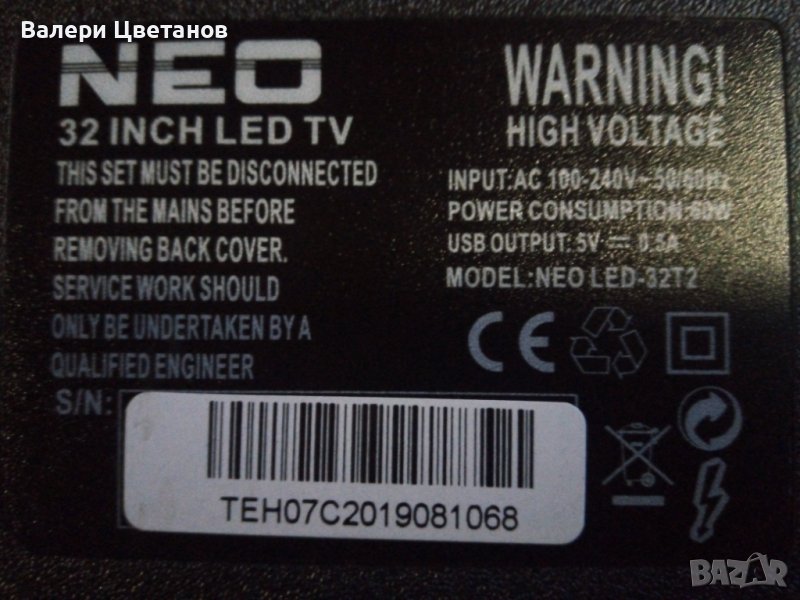 Валери Цветанов
NEO
32 INCH LED TV
THIS SET MUST BE DISCONNECTED
FROM THE MAINS BEFORE
REMOVING BACK COVER.
SERVICE WORK SHOULD
ONLY BE UNDERTAKEN BY A
QUALIFIED ENGINEER
S/N:
TEH07C2019081068
WARNING!
HIGH VOLTAGE
INPUT:AC 100-240V~50/60Hz
POWER CONSUMPTION:60W
USB OUTPUT: 5V ⎓ 0.5A
MODEL:NEO LED-32T2
CE
BAZAR